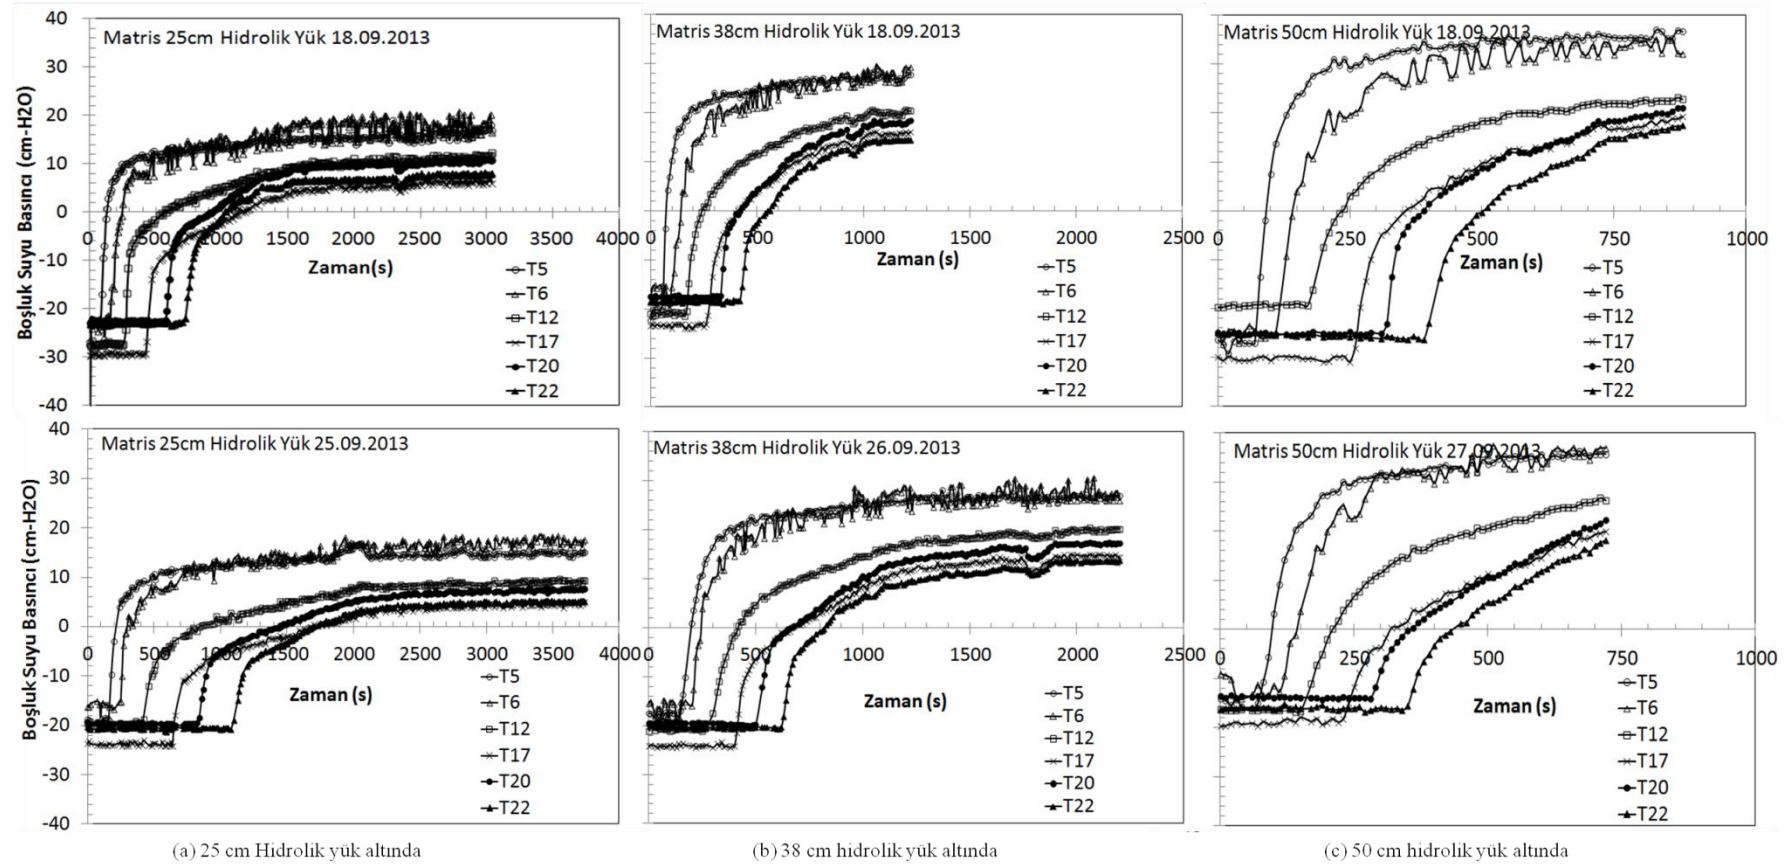 Matris 25cm Hidrolik Yük 18.09.2013
Boşluk Suyu Basıncı (cm-H2O)
40
30
20
10
0
-10
-20
-30
-40
0 500 1000 1500 2000 2500 3000 3500 4000
Zaman(s)
T5
T6
T12
T17
T20
T22
Matris 38cm Hidrolik Yük 18.09.2013
0 500 1000 1500 2000 2500
Zaman (s)
T5
T6
T12
T17
T20
T22
Matris 50cm Hidrolik Yük 18.09.2013
0 250 500 750 1000
Zaman (s)
T5
T6
T12
T17
T20
T22
Matris 25cm Hidrolik Yük 25.09.2013
Boşluk Suyu Basıncı (cm-H2O)
40
30
20
10
0
-10
-20
-30
-40
0 500 1000 1500 2000 2500 3000 3500 4000
Zaman (s)
T5
T6
T12
T17
T20
T22
Matris 38cm Hidrolik Yük 26.09.2013
0 500 1000 1500 2000 2500
Zaman (s)
T5
T6
T12
T17
T20
T22
Matris 50cm Hidrolik Yük 27.09.2013
0 250 500 750 1000
Zaman (s)
T5
T6
T12
T17
T20
T22
(a) 25 cm Hidrolik yük altında
(b) 38 cm hidrolik yük altında
(c) 50 cm hidrolik yük altında